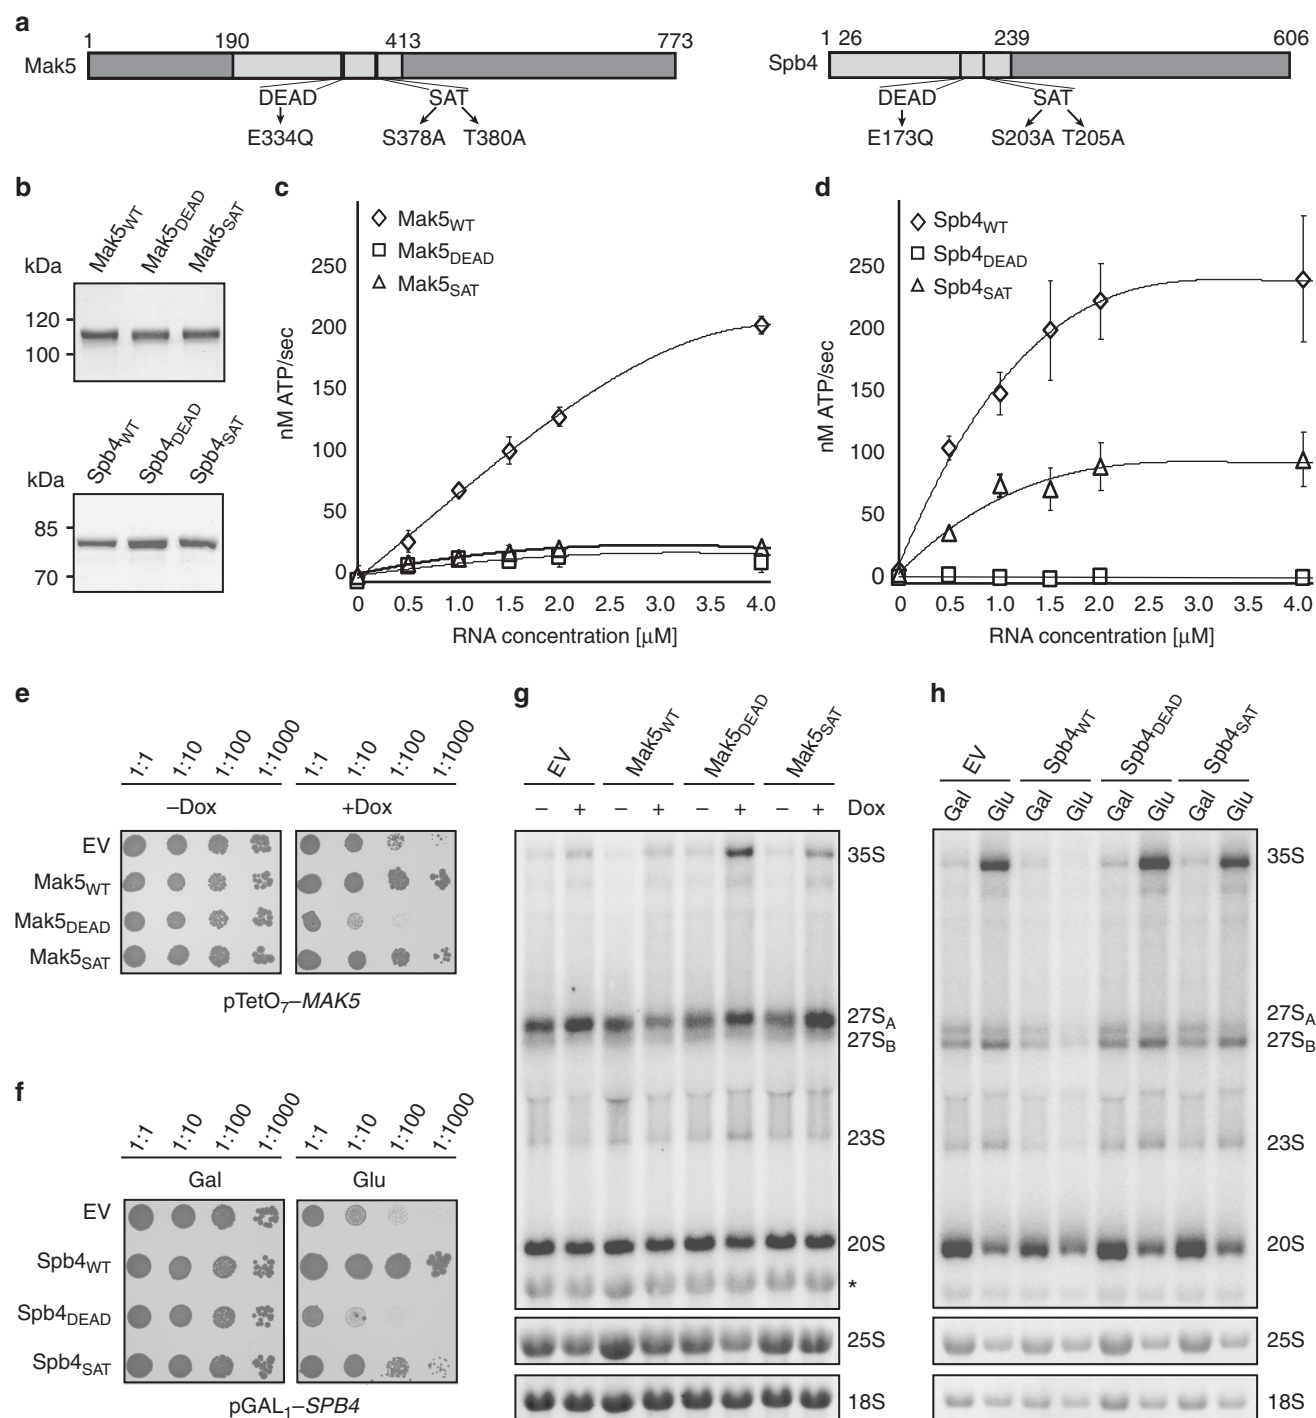 a
1 190 413 773
Mak5
DEAD SAT
E334Q S378A T380A
1 26 239 606
Spb4
DEAD SAT
E173Q S203A T205A
b
Mak5WT Mak5DEAD Mak5SAT
kDa
120
100
Spb4WT Spb4DEAD Spb4SAT
kDa
85
70
c
Mak5WT
Mak5DEAD
Mak5SAT
nM ATP/sec
250
200
150
100
50
0
0 0.5 1.0 1.5 2.0 2.5 3.0 3.5 4.0
RNA concentration [μM]
d
Spb4WT
Spb4DEAD
Spb4SAT
nM ATP/sec
250
200
150
100
50
0
0 0.5 1.0 1.5 2.0 2.5 3.0 3.5 4.0
RNA concentration [μM]
e
1:1 1:10 1:100 1:1000 1:1 1:10 1:100 1:1000
–Dox +Dox
EV
Mak5WT
Mak5DEAD
Mak5SAT
pTetO7–MAK5
f
1:1 1:10 1:100 1:1000 1:1 1:10 1:100 1:1000
Gal Glu
EV
Spb4WT
Spb4DEAD
Spb4SAT
pGAL1–SPB4
g
EV Mak5WT Mak5DEAD Mak5SAT
– + – + – + – + Dox
35S
27SA
27SB
23S
20S
*
25S
18S
h
EV Spb4WT Spb4DEAD Spb4SAT
Gal Glu Gal Glu Gal Glu Gal Glu
35S
27SA
27SB
23S
20S
25S
18S